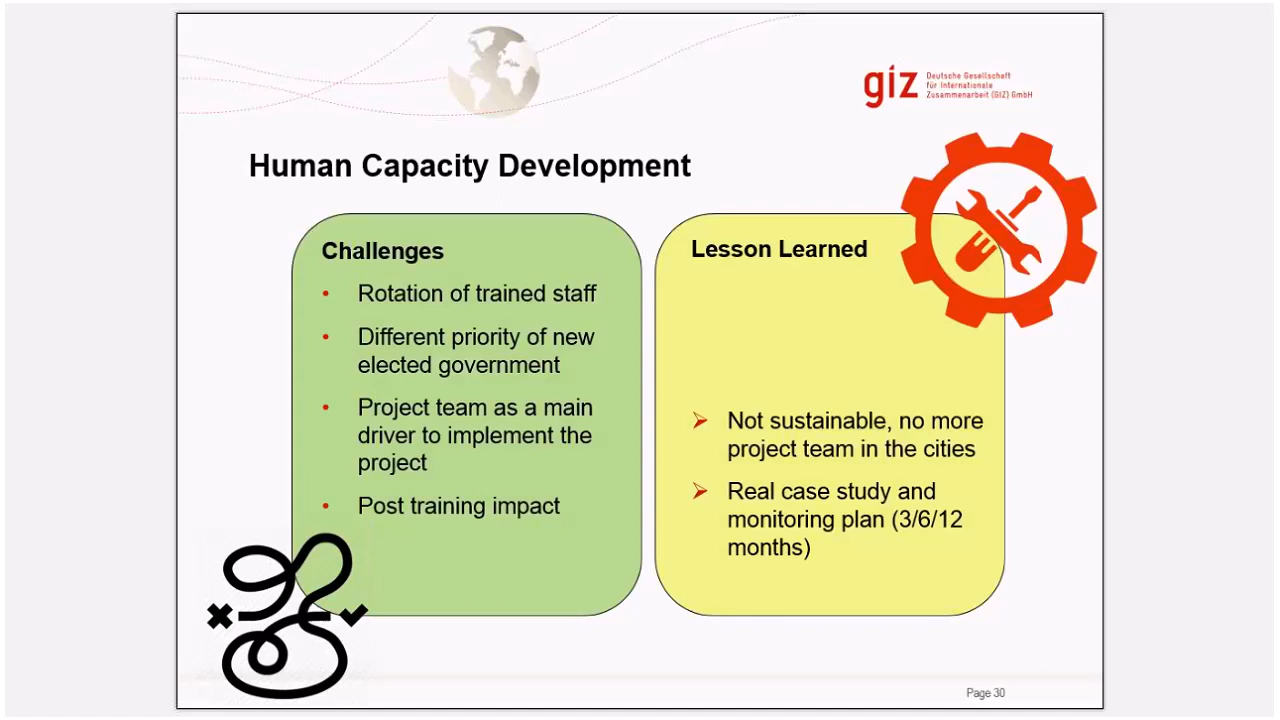 giz
Deutsche Gesellschaft
für Internationale
Zusammenarbeit (GIZ) GmbH
Human Capacity Development
Challenges
• Rotation of trained staff
• Different priority of new
elected government
• Project team as a main
driver to implement the
project
• Post training impact
Lesson Learned
➢ Not sustainable, no more
project team in the cities
➢ Real case study and
monitoring plan (3/6/12
months)
Page 30